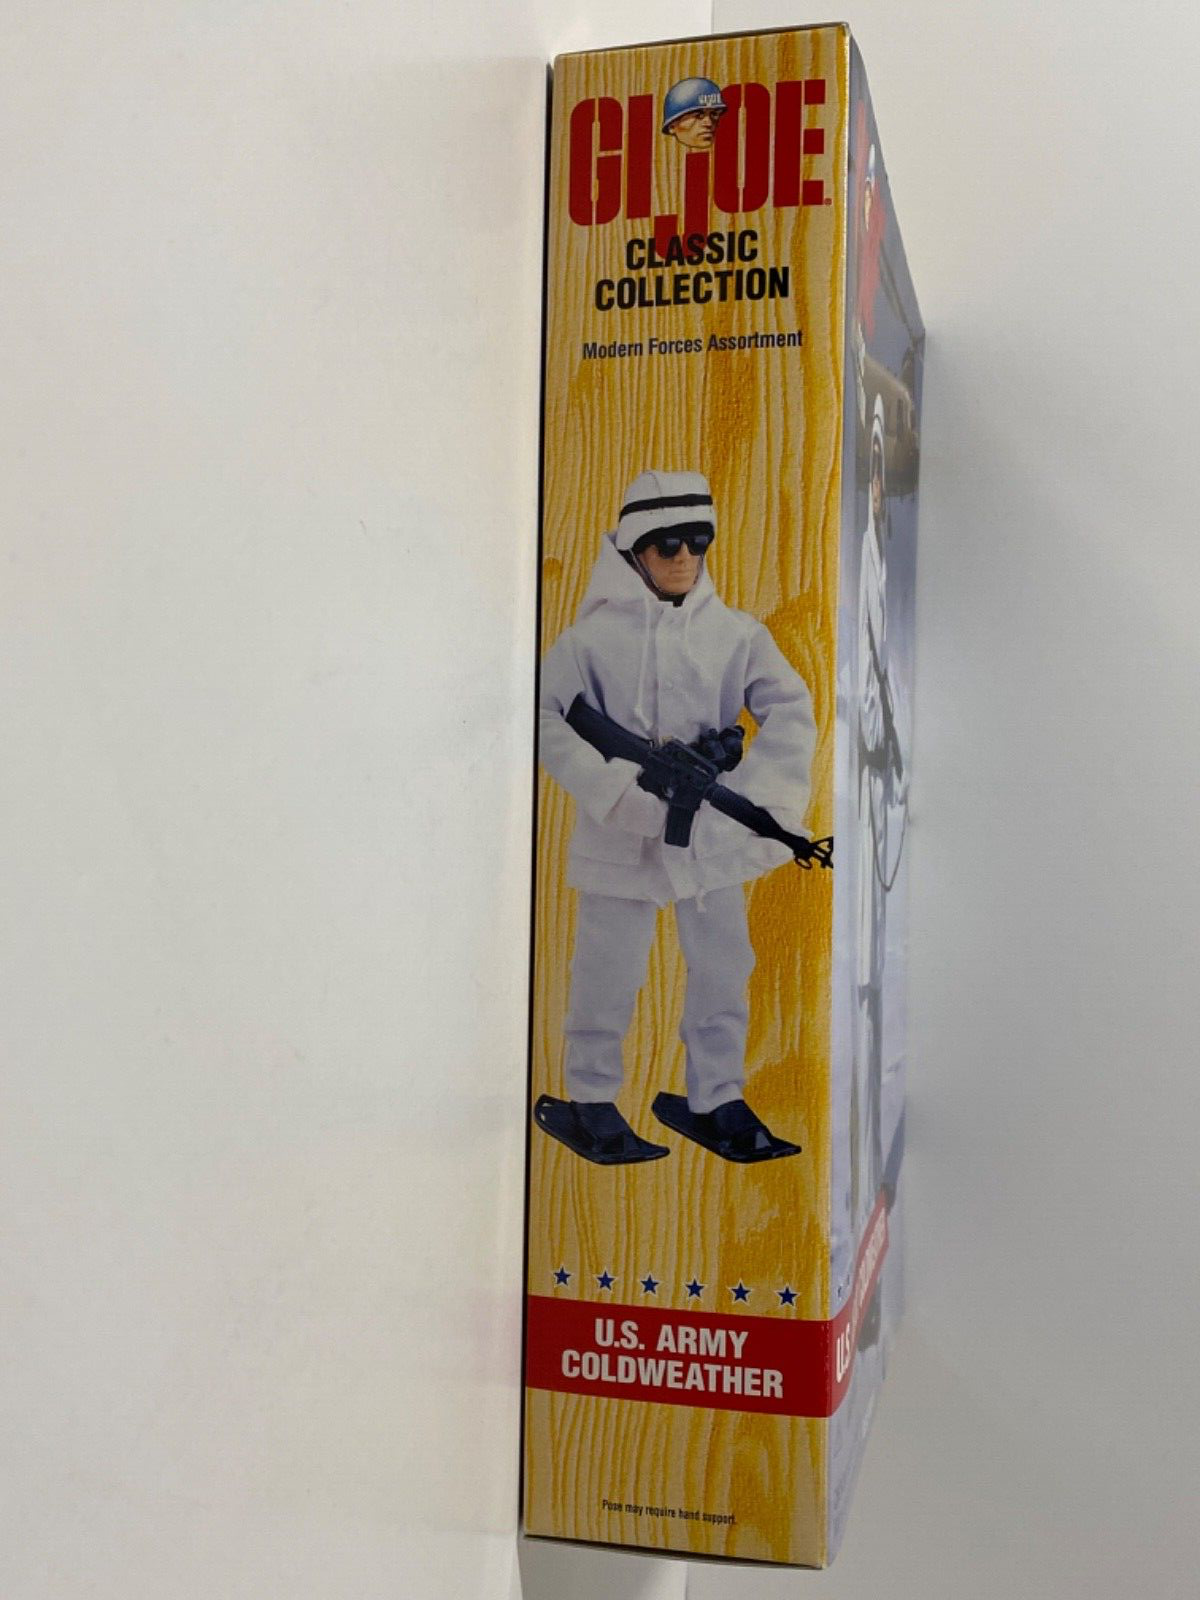 GI JOE
CLASSIC
COLLECTION
Modern Forces Assortment
U.S. ARMY
COLDWEATHER
Pose may require hand support.
U.S.